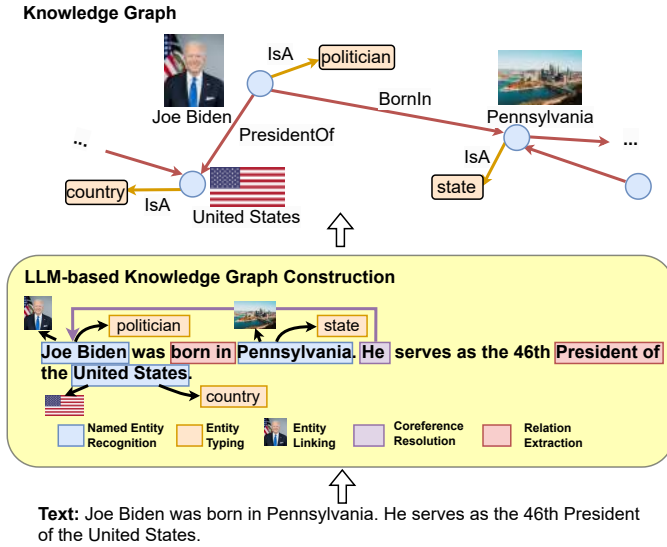 Knowledge Graph
IsA
politician
Joe Biden
BornIn
Pennsylvania
PresidentOf
...
...
IsA
country
IsA
state
United States
LLM-based Knowledge Graph Construction
politician
state
Joe Biden was born in Pennsylvania. He serves as the 46th President of
the United States.
country
Named Entity
Recognition
Entity
Typing
Entity
Linking
Coreference
Resolution
Relation
Extraction
Text: Joe Biden was born in Pennsylvania. He serves as the 46th President
of the United States.